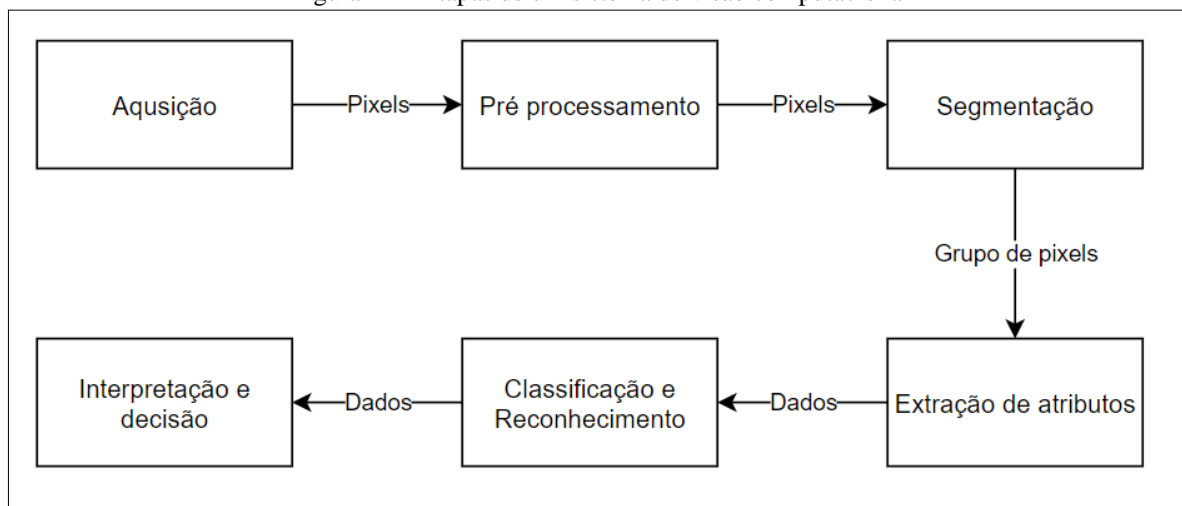 Aqusição
Pixels
Pré processamento
Pixels
Segmentação
Grupo de pixels
Extração de atributos
Dados
Classificação e
Reconhecimento
Dados
Interpretação e
decisão